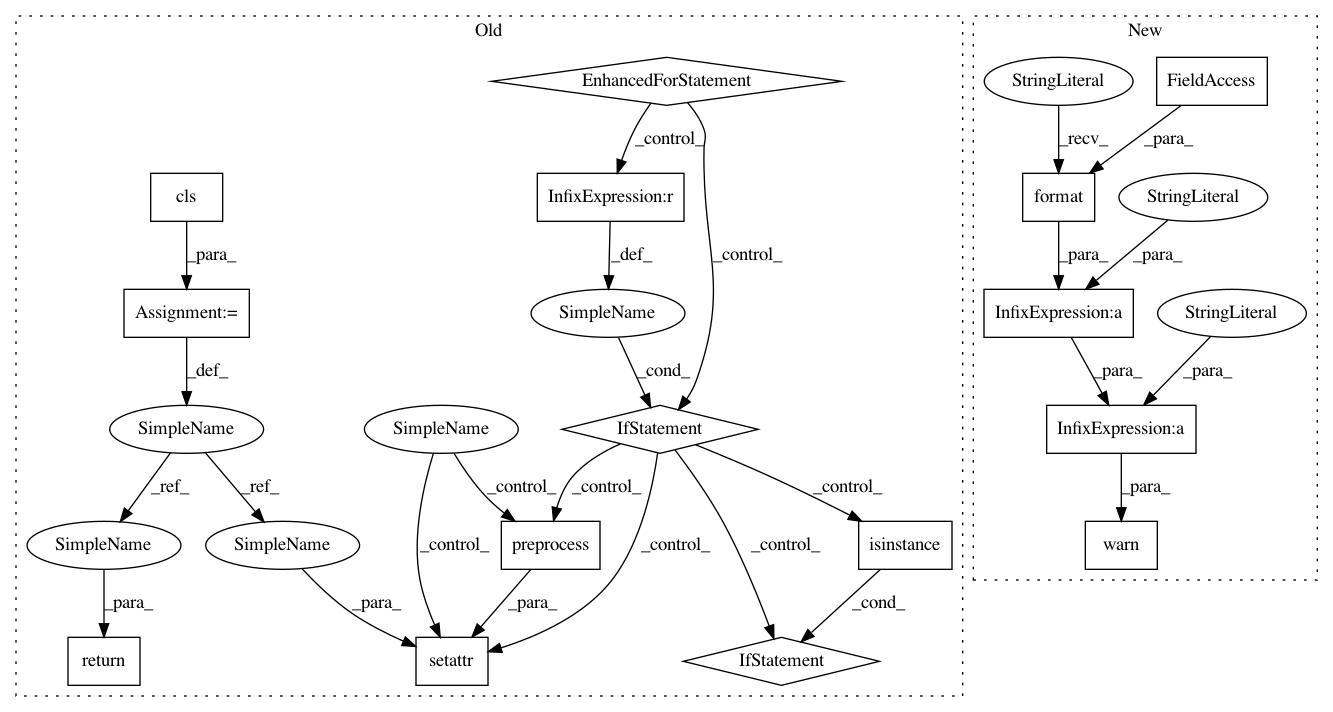 Old
New
EnhancedForStatement
StringLiteral
FieldAccess
_control_
_recv_
_para_
cls
InfixExpression:r
format
StringLiteral
_para_
_def_
_control_
_para_
_para_
Assignment:=
SimpleName
InfixExpression:a
StringLiteral
_def_
_cond_
_para_
_para_
SimpleName
SimpleName
IfStatement
InfixExpression:a
_ref_
_ref_
_control_
_control_
_control_
_para_
SimpleName
SimpleName
_control_
preprocess
_control_
_control_
isinstance
warn
_para_
_para_
_para_
_cond_
return
setattr
IfStatement